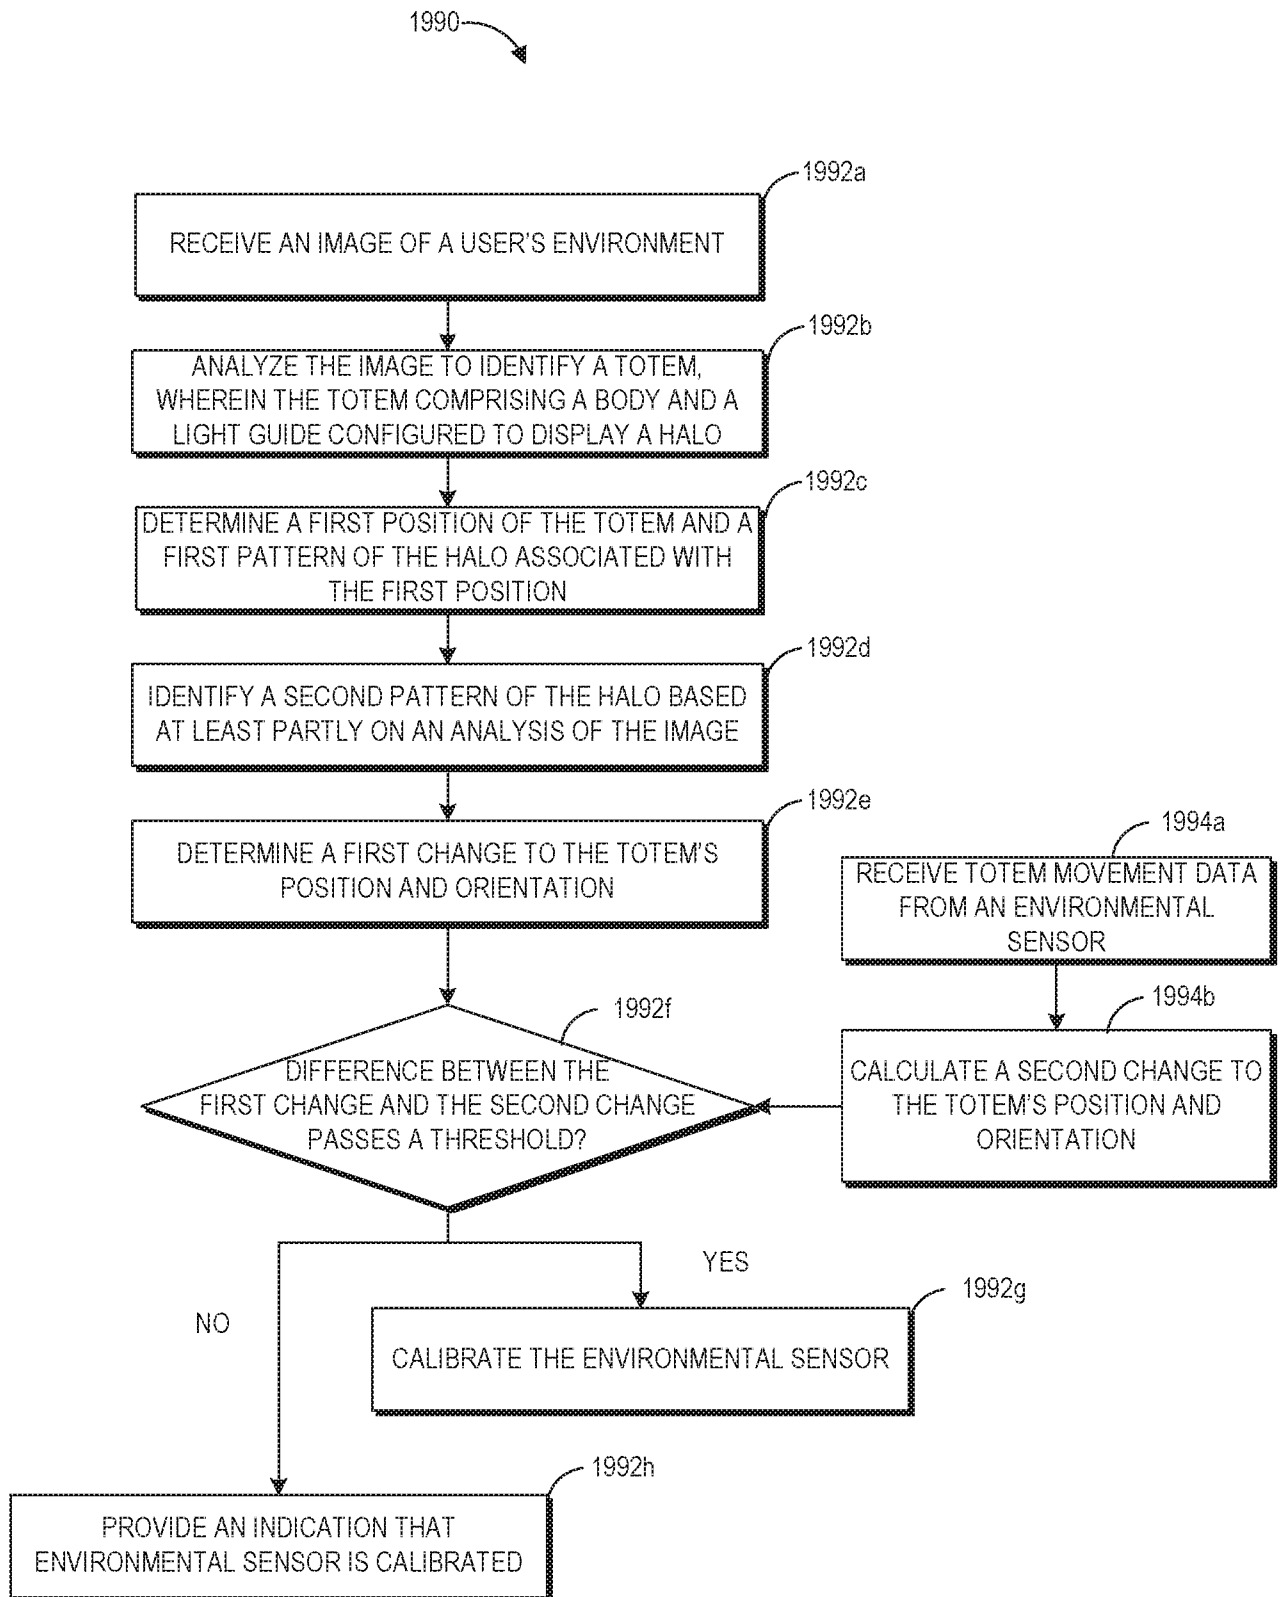 1990
1992a
RECEIVE AN IMAGE OF A USER'S ENVIRONMENT
1992b
ANALYZE THE IMAGE TO IDENTIFY A TOTEM,
WHEREIN THE TOTEM COMPRISING A BODY AND A
LIGHT GUIDE CONFIGURED TO DISPLAY A HALO
1992c
DETERMINE A FIRST POSITION OF THE TOTEM AND A
FIRST PATTERN OF THE HALO ASSOCIATED WITH
THE FIRST POSITION
1992d
IDENTIFY A SECOND PATTERN OF THE HALO BASED
AT LEAST PARTLY ON AN ANALYSIS OF THE IMAGE
1992e
DETERMINE A FIRST CHANGE TO THE TOTEM'S
POSITION AND ORIENTATION
1994a
RECEIVE TOTEM MOVEMENT DATA
FROM AN ENVIRONMENTAL
SENSOR
1994b
CALCULATE A SECOND CHANGE TO
THE TOTEM'S POSITION AND
ORIENTATION
1992f
DIFFERENCE BETWEEN THE
FIRST CHANGE AND THE SECOND CHANGE
PASSES A THRESHOLD?
YES
1992g
CALIBRATE THE ENVIRONMENTAL SENSOR
NO
1992h
PROVIDE AN INDICATION THAT
ENVIRONMENTAL SENSOR IS CALIBRATED